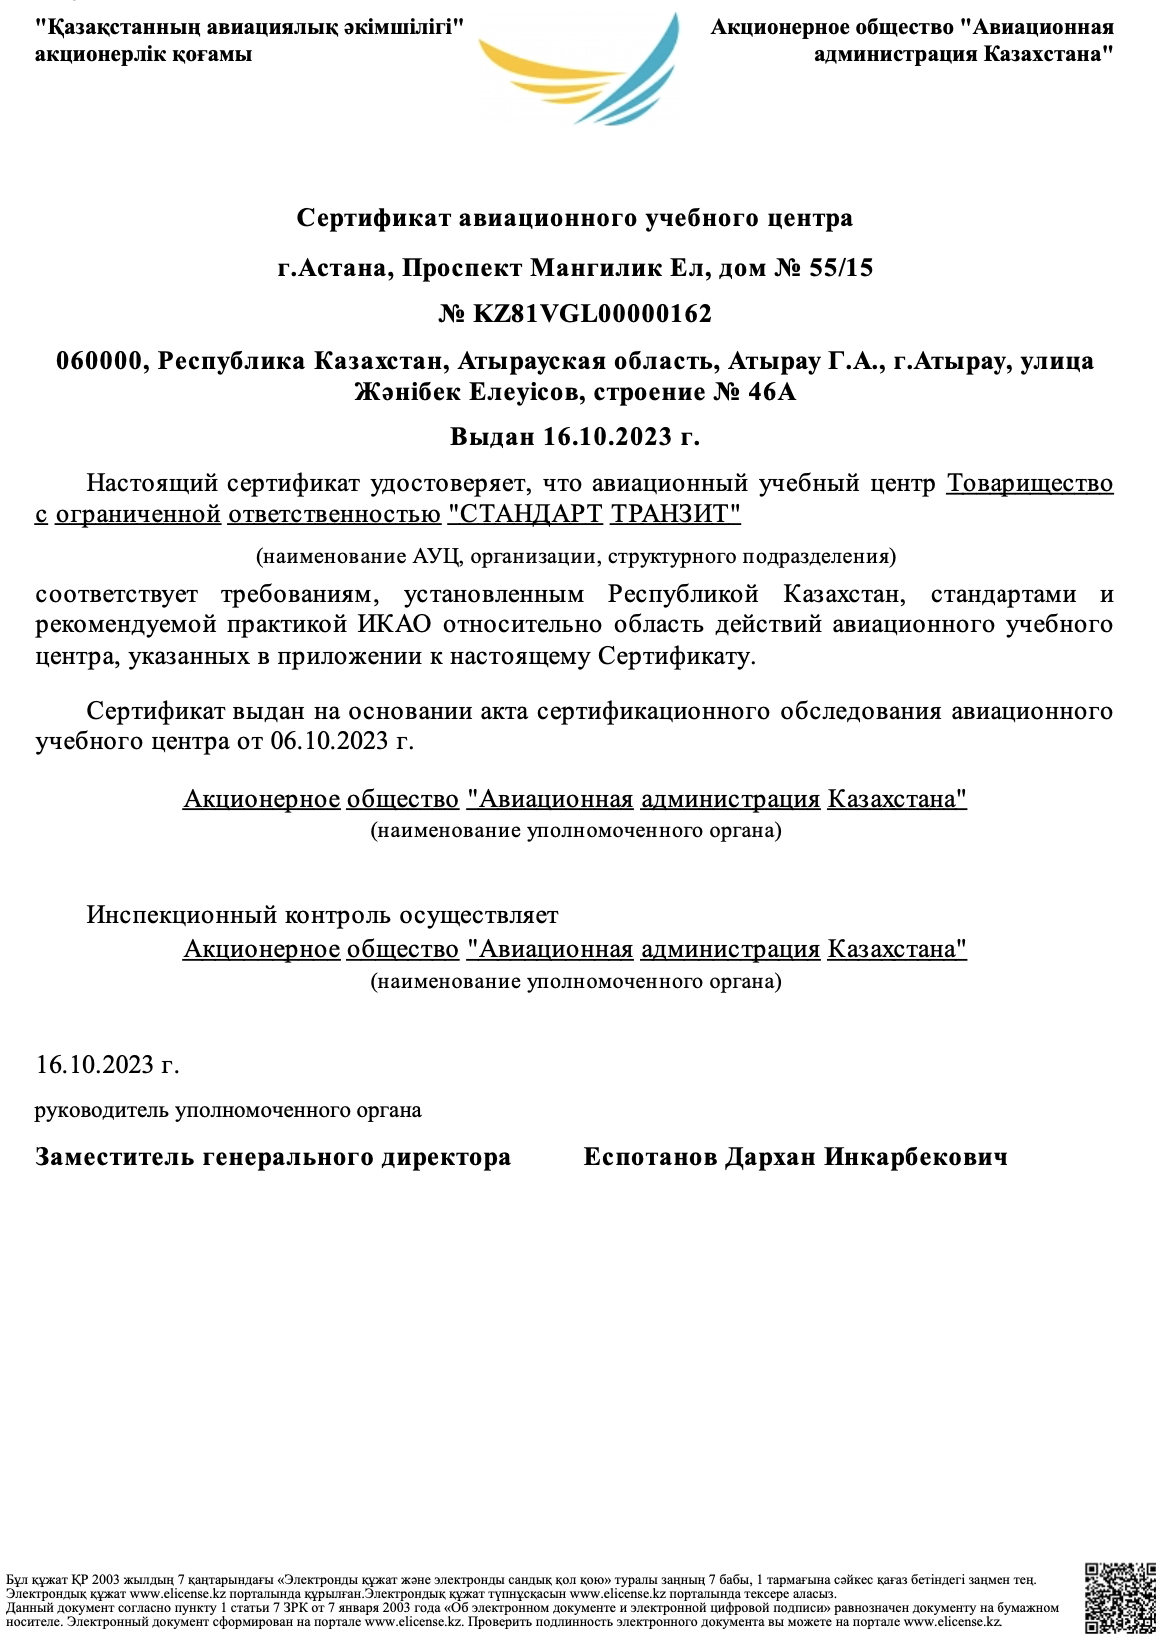 "Қазақстанның авиациялық әкімшілігі"
акционерлік қоғамы
Акционерное общество "Авиационная
администрация Казахстана"
Сертификат авиационного учебного центра
г.Астана, Проспект Мангилик Ел, дом № 55/15
№ KZ81VGL00000162
060000, Республика Казахстан, Атырауская область, Атырау Г.А., г.Атырау, улица
Жәнібек Елеуісов, строение № 46А
Выдан 16.10.2023 г.
Настоящий сертификат удостоверяет, что авиационный учебный центр Товарищество
с ограниченной ответственностью "СТАНДАРТ ТРАНЗИТ"
(наименование АУЦ, организации, структурного подразделения)
соответствует требованиям, установленным Республикой Казахстан, стандартами и
рекомендуемой практикой ИКАО относительно область действий авиационного учебного
центра, указанных в приложении к настоящему Сертификату.
Сертификат выдан на основании акта сертификационного обследования авиационного
учебного центра от 06.10.2023 г.
Акционерное общество "Авиационная администрация Казахстана"
(наименование уполномоченного органа)
Инспекционный контроль осуществляет
Акционерное общество "Авиационная администрация Казахстана"
(наименование уполномоченного органа)
16.10.2023 г.
руководитель уполномоченного органа
Заместитель генерального директора Еспотанов Дархан Инкарбекович
Бұл құжат ҚР 2003 жылдың 7 қаңтарындағы «Электронды құжат және электронды сандық қол қою» туралы заңның 7 бабы, 1 тармағына сәйкес қағаз бетіндегі заңмен тең.
Электрондық құжат www.elicense.kz порталында құрылған.Электрондық құжат түпнұсқасын www.elicense.kz порталында тексере аласыз.
Данный документ согласно пункту 1 статьи 7 ЗРК от 7 января 2003 года «Об электронном документе и электронной цифровой подписи» равнозначен документу на бумажном
носителе. Электронный документ сформирован на портале www.elicense.kz. Проверить подлинность электронного документа вы можете на портале www.elicense.kz.